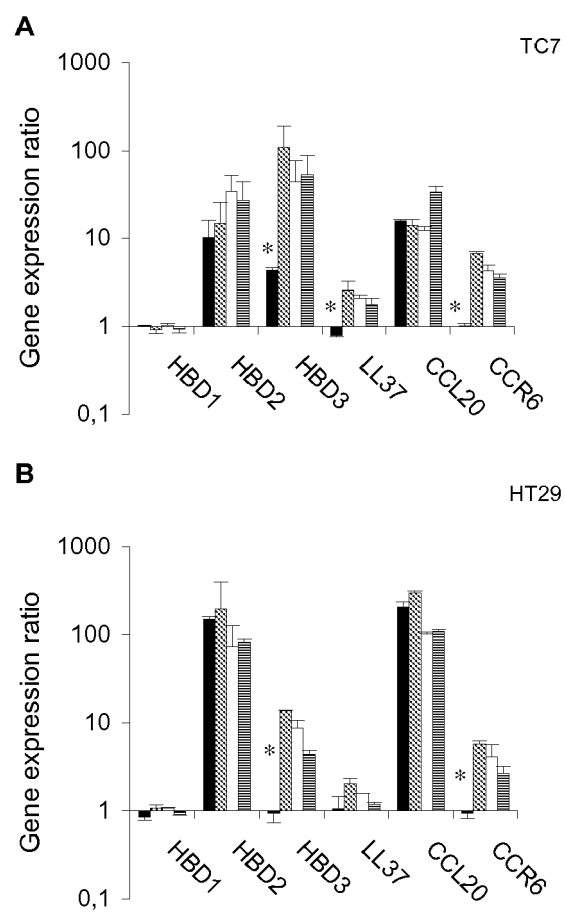 A
TC7
Gene expression ratio
1000
100
10
1
0,1
*
*
*
HBD1
HBD2
HBD3
LL37
CCL20
CCR6
B
HT29
Gene expression ratio
1000
100
10
1
0,1
*
*
HBD1
HBD2
HBD3
LL37
CCL20
CCR6